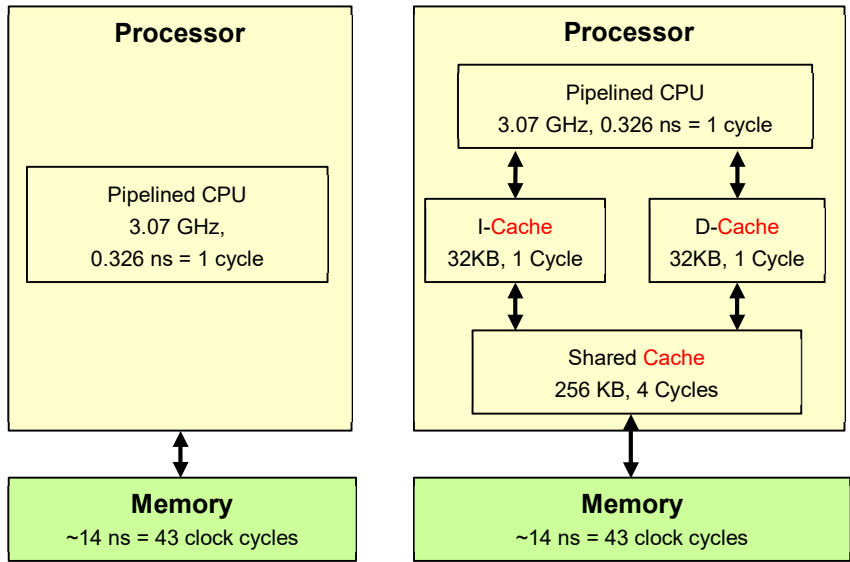 Processor
Pipelined CPU
3.07 GHz,
0.326 ns = 1 cycle
Memory
~14 ns = 43 clock cycles
Processor
Pipelined CPU
3.07 GHz, 0.326 ns = 1 cycle
I-Cache
32KB, 1 Cycle
D-Cache
32KB, 1 Cycle
Shared Cache
256 KB, 4 Cycles
Memory
~14 ns = 43 clock cycles